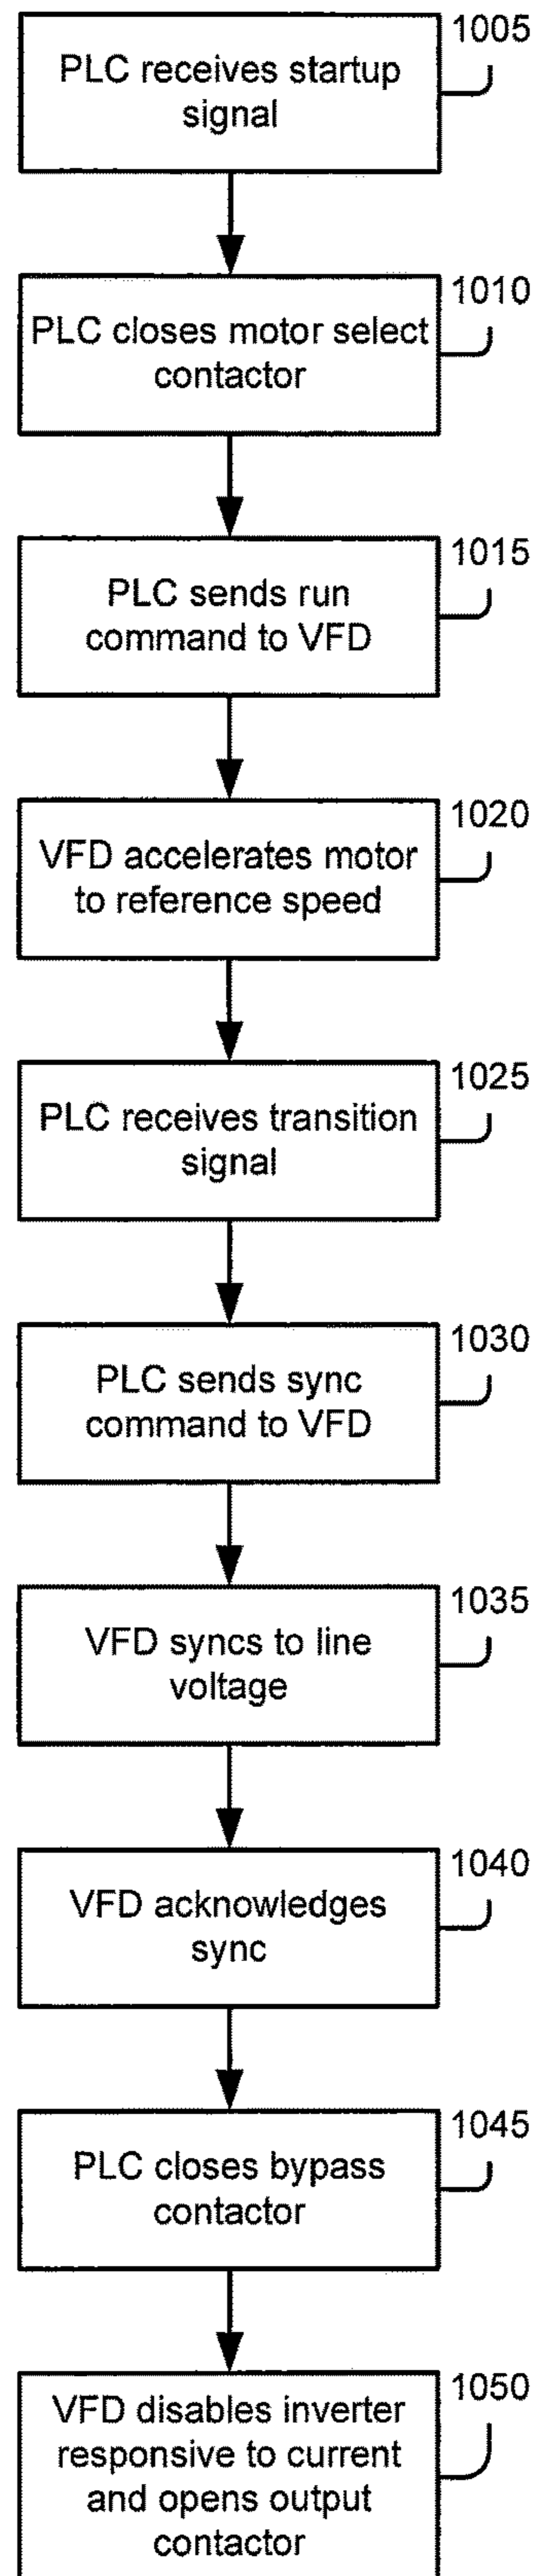 1005
PLC receives startup
signal
1010
PLC closes motor select
contactor
1015
PLC sends run
command to VFD
1020
VFD accelerates motor
to reference speed
1025
PLC receives transition
signal
1030
PLC sends sync
command to VFD
1035
VFD syncs to line
voltage
1040
VFD acknowledges
sync
1045
PLC closes bypass
contactor
1050
VFD disables inverter
responsive to current
and opens output
contactor